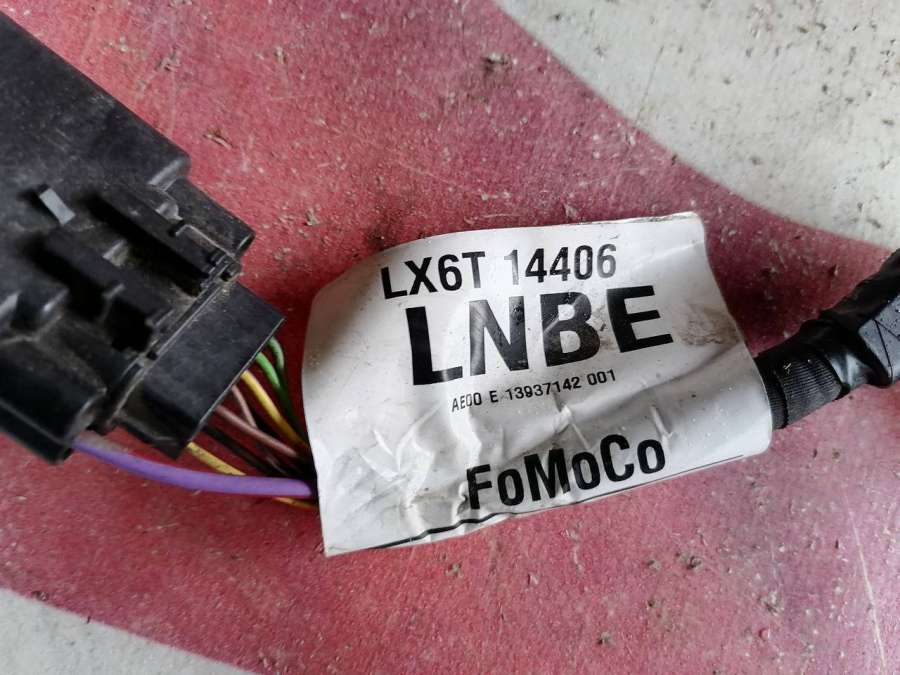 LX6T 14406
LNBE
AE00 E 13937142 001
FoMoCo